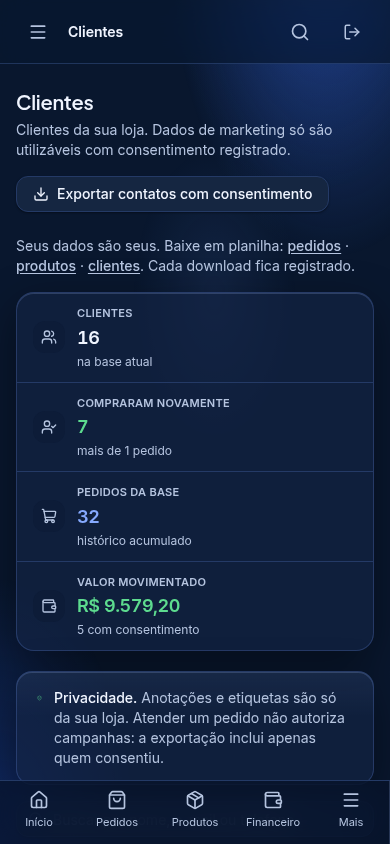 Clientes
Clientes
Clientes da sua loja. Dados de marketing só são
utilizáveis com consentimento registrado.
Exportar contatos com consentimento
Seus dados são seus. Baixe em planilha: pedidos ·
produtos · clientes. Cada download fica registrado.
CLIENTES
16
na base atual
COMPRARAM NOVAMENTE
7
mais de 1 pedido
PEDIDOS DA BASE
32
histórico acumulado
VALOR MOVIMENTADO
R$ 9.579,20
5 com consentimento
Privacidade. Anotações e etiquetas são só
da sua loja. Atender um pedido não autoriza
campanhas: a exportação inclui apenas
quem consentiu.
Início Pedidos Produtos Financeiro Mais